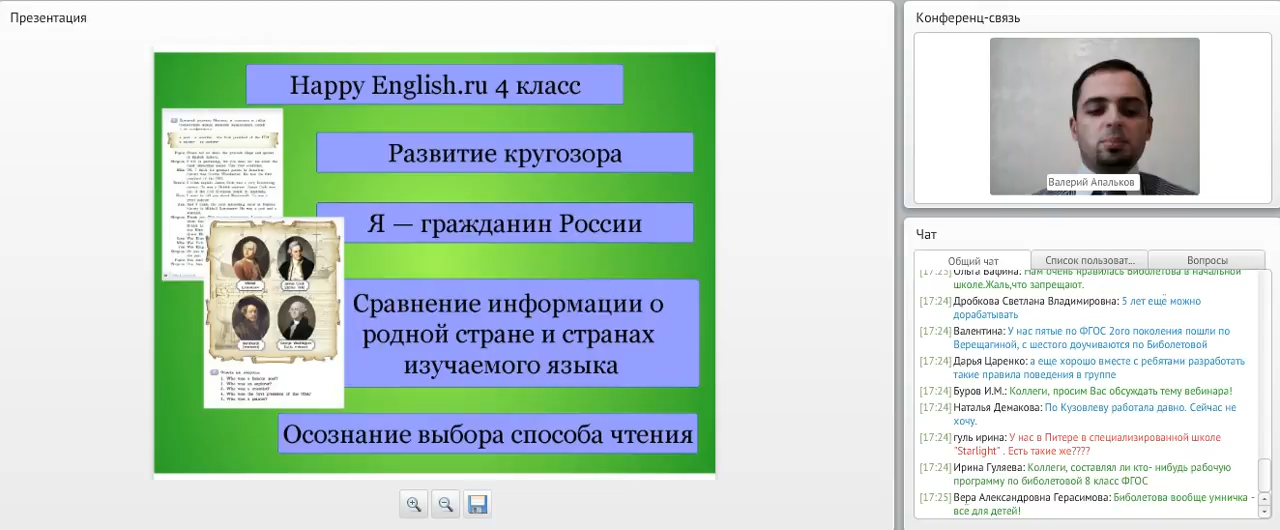 Презентация
Happy English.ru 4 класс
Развитие кругозора
Я — гражданин России
Сравнение информации о
родной стране и странах
изучаемого языка
Осознание выбора способа чтения
Конференц-связь
Валерий Апальков
Чат
Общий чат
Список пользоват...
Вопросы
школе.Жаль,что запрещают.
[17:24] Дробкова Светлана Владимировна: 5 лет ещё можно
дорабатывать
[17:24] Валентина: У нас пятые по ФГОС 2ого поколения пошли по
Верещагиной, с шестого доучиваются по Биболетовой
[17:24] Дарья Царенко: а еще хорошо вместе с ребятами разработать
такие правила поведения в группе
[17:24] Буров И.М.: Коллеги, просим Вас обсуждать тему вебинара!
[17:24] Наталья Демакова: По Кузовлеву работала давно. Сейчас не
хочу.
[17:24] гуль ирина: У нас в Питере в специализированной школе
"Starlight" . Есть такие же????
[17:24] Ирина Гуляева: Коллеги, составлял ли кто- нибудь рабочую
программу по биболетовой 8 класс ФГОС
[17:25] Вера Александровна Герасимова: Биболетова вообще умничка -
все для детей!